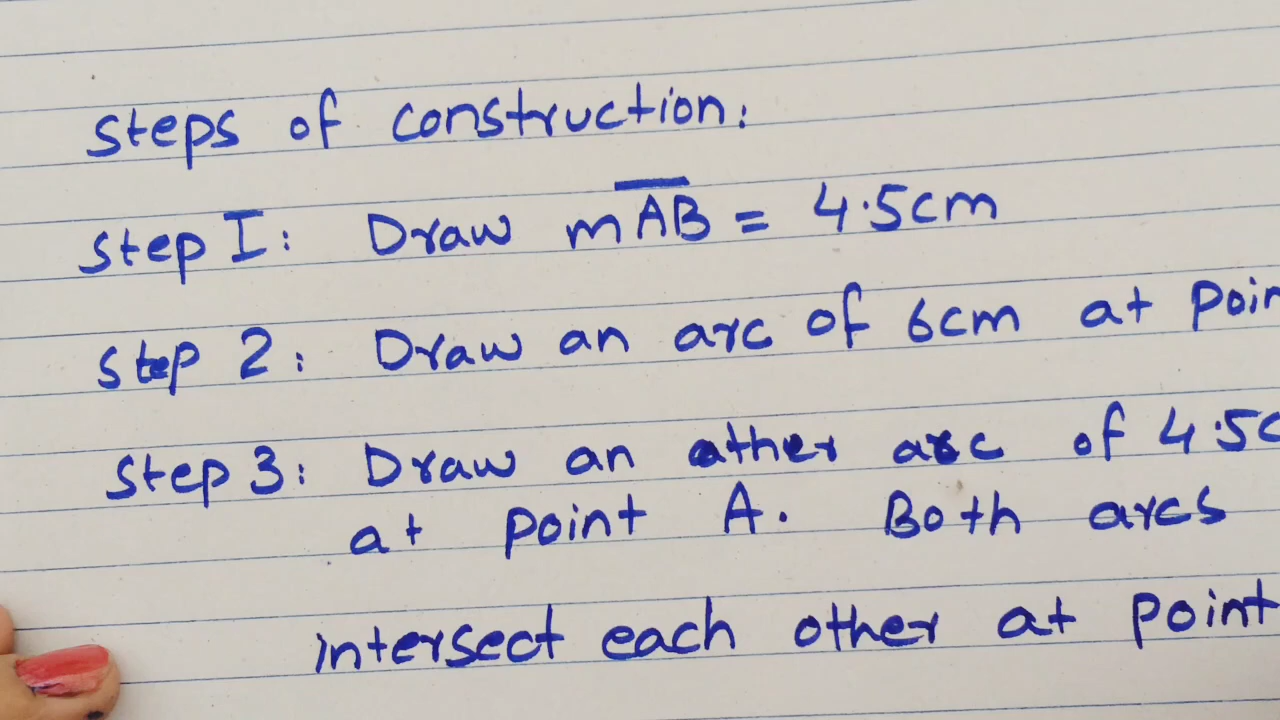 steps of construction:
step I: Draw mAB = 4.5cm
step 2: Draw an arc of 6cm at poin
step 3: Draw an ather arc of 4.5c
at point A. Both arcs
intersect each other at point